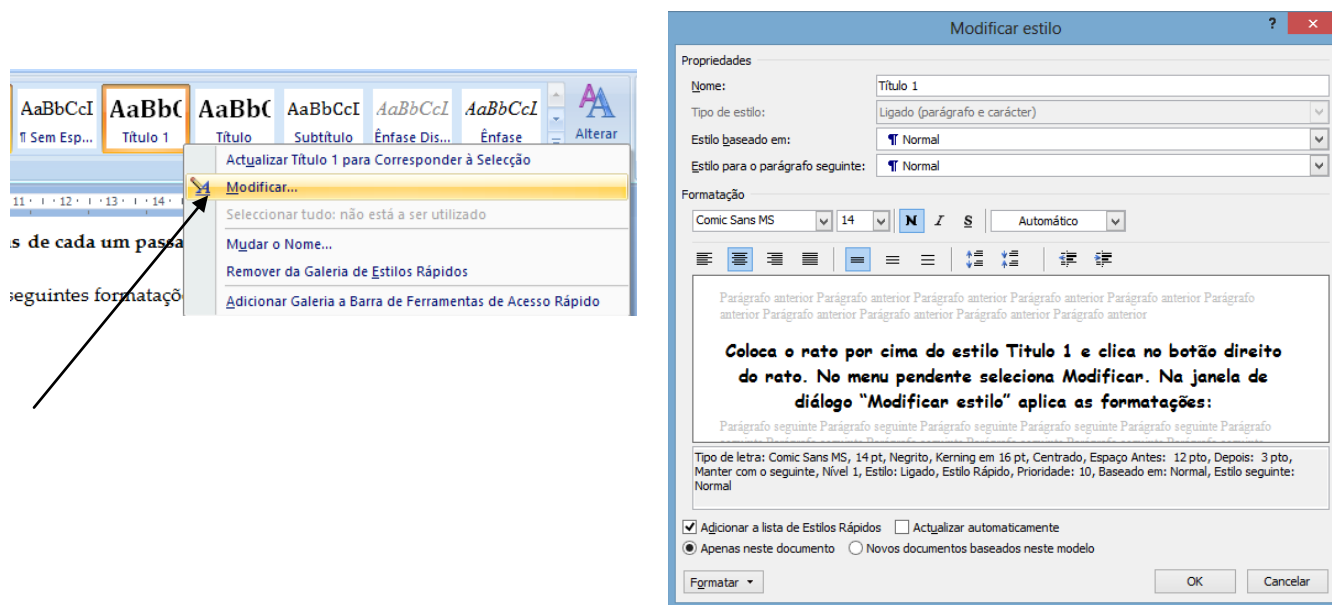 AaBbCcI AaBb( AaBb( AaBbCcI AaBbCcI AaBbCcI
¶ Sem Esp... Título 1 Título Subtítulo Ênfase Dis... Ênfase Alterar
Actualizar Título 1 para Corresponder à Selecção
Modificar...
Seleccionar tudo: não está a ser utilizado
Mudar o Nome...
Remover da Galeria de Estilos Rápidos
Adicionar Galeria a Barra de Ferramentas de Acesso Rápido
11 · 12 · 13 · 14
s de cada um passa
seguintes formataçõ
Modificar estilo ?
Propriedades
Nome: Título 1
Tipo de estilo: Ligado (parágrafo e carácter)
Estilo baseado em: ¶ Normal
Estilo para o parágrafo seguinte: ¶ Normal
Formatação
Comic Sans MS 14 N I S Automático
Parágrafo anterior Parágrafo anterior Parágrafo anterior Parágrafo anterior Parágrafo anterior Parágrafo
anterior Parágrafo anterior Parágrafo anterior Parágrafo anterior Parágrafo anterior
Coloca o rato por cima do estilo Titulo 1 e clica no botão direito
do rato. No menu pendente seleciona Modificar. Na janela de
diálogo “Modificar estilo” aplica as formatações:
Parágrafo seguinte Parágrafo seguinte Parágrafo seguinte Parágrafo seguinte Parágrafo seguinte Parágrafo
Tipo de letra: Comic Sans MS, 14 pt, Negrito, Kerning em 16 pt, Centrado, Espaço Antes: 12 pto, Depois: 3 pto,
Manter com o seguinte, Nível 1, Estilo: Ligado, Estilo Rápido, Prioridade: 10, Baseado em: Normal, Estilo seguinte:
Normal
Adicionar a lista de Estilos Rápidos Actualizar automaticamente
Apenas neste documento Novos documentos baseados neste modelo
Formatar OK Cancelar